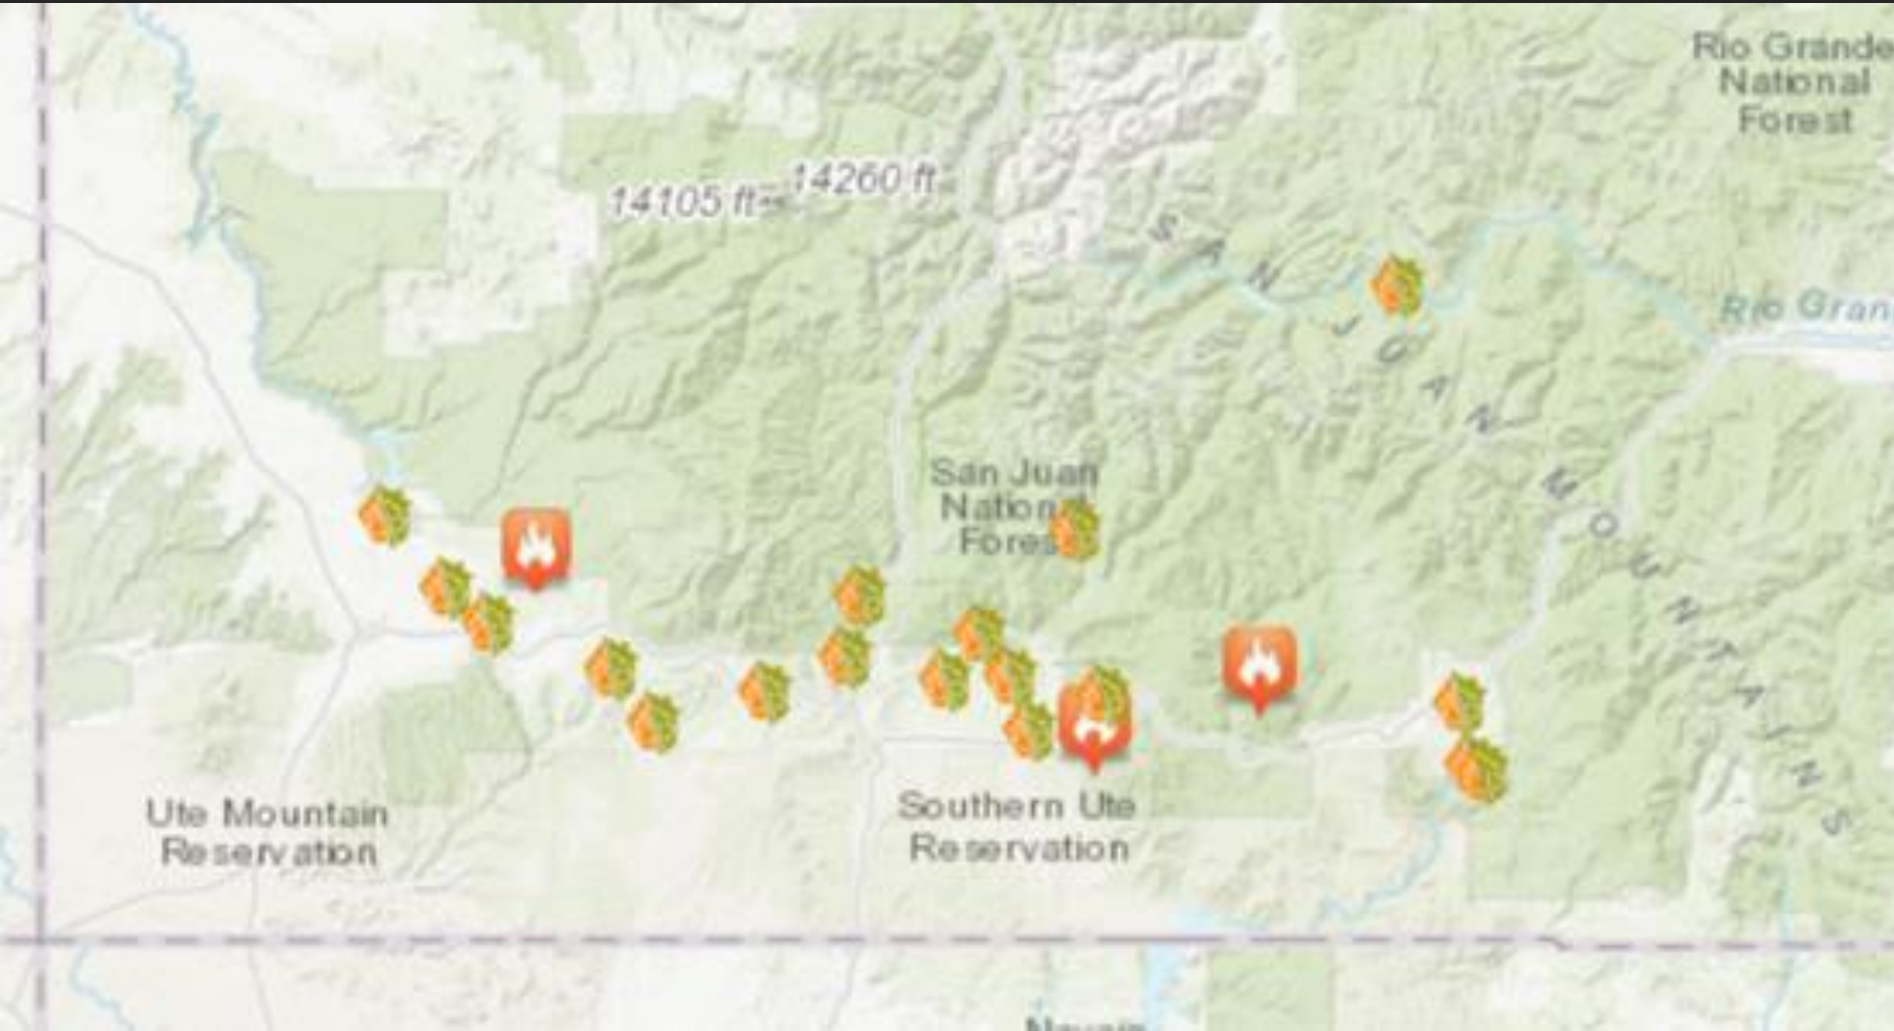 Rio Grande
National
Forest
14105 ft
14260 ft
SAN JUAN MOUNTAINS
Rio Gran
San Juan
National
Forest
Ute Mountain
Reservation
Southern Ute
Reservation